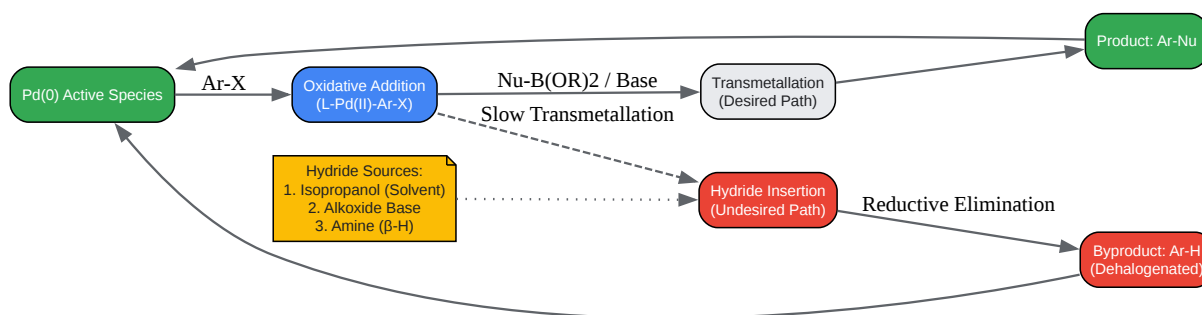 Product: Ar-Nu
Pd(0) Active Species
Ar-X
Oxidative Addition
(L-Pd(II)-Ar-X)
Nu-B(OR)2 / Base
Transmetallation
(Desired Path)
Slow Transmetallation
Hydride Sources:
1. Isopropanol (Solvent)
2. Alkoxide Base
3. Amine (β-H)
Hydride Insertion
(Undesired Path)
Reductive Elimination
Byproduct: Ar-H
(Dehalogenated)